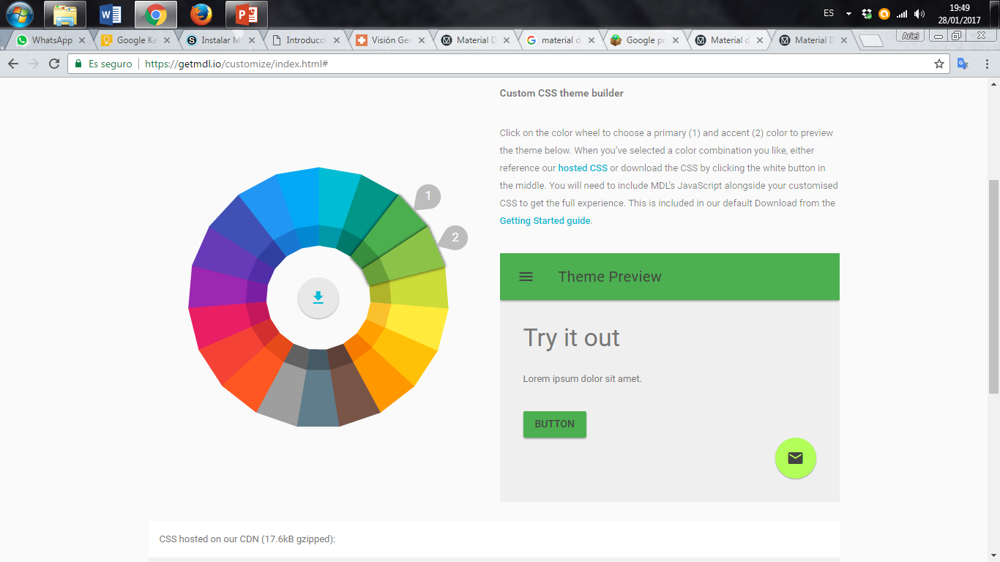 ES
19:49
28/01/2017
WhatsApp
Google Ke
Instalar M
Introducci
Visión Gen
Material D
material de
Google pr
Material d
Material D
Ariel
Es seguro
https://getmdl.io/customize/index.html#
Custom CSS theme builder
Click on the color wheel to choose a primary (1) and accent (2) color to preview
the theme below. When you’ve selected a color combination you like, either
reference our hosted CSS or download the CSS by clicking the white button in
the middle. You will need to include MDL’s JavaScript alongside your customised
CSS to get the full experience. This is included in our default Download from the
Getting Started guide.
1
2
Theme Preview
Try it out
Lorem ipsum dolor sit amet.
BUTTON
CSS hosted on our CDN (17.6kB gzipped):